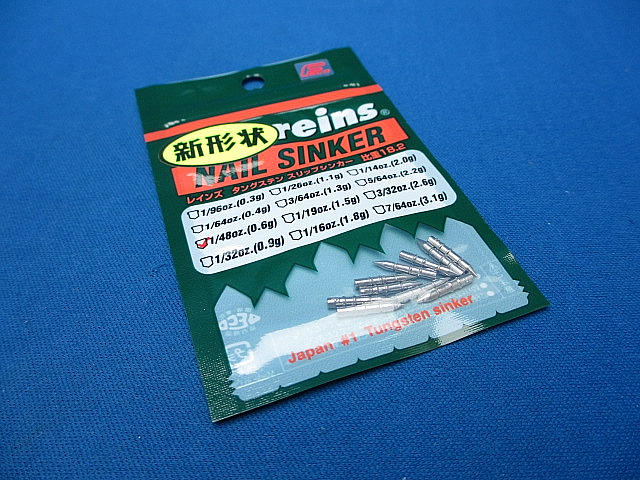 reins®
新形状
NAIL SINKER
レインズ タングステン スリップシンカー 比重18.2
1/96oz.(0.3g) 1/26oz.(1.1g) 1/14oz.(2.0g)
1/64oz.(0.4g) 3/64oz.(1.3g) 5/64oz.(2.2g)
1/48oz.(0.6g) 1/19oz.(1.5g) 3/32oz.(2.6g)
1/32oz.(0.9g) 1/16oz.(1.8g) 7/64oz.(3.1g)
Japan #1 Tungsten sinker